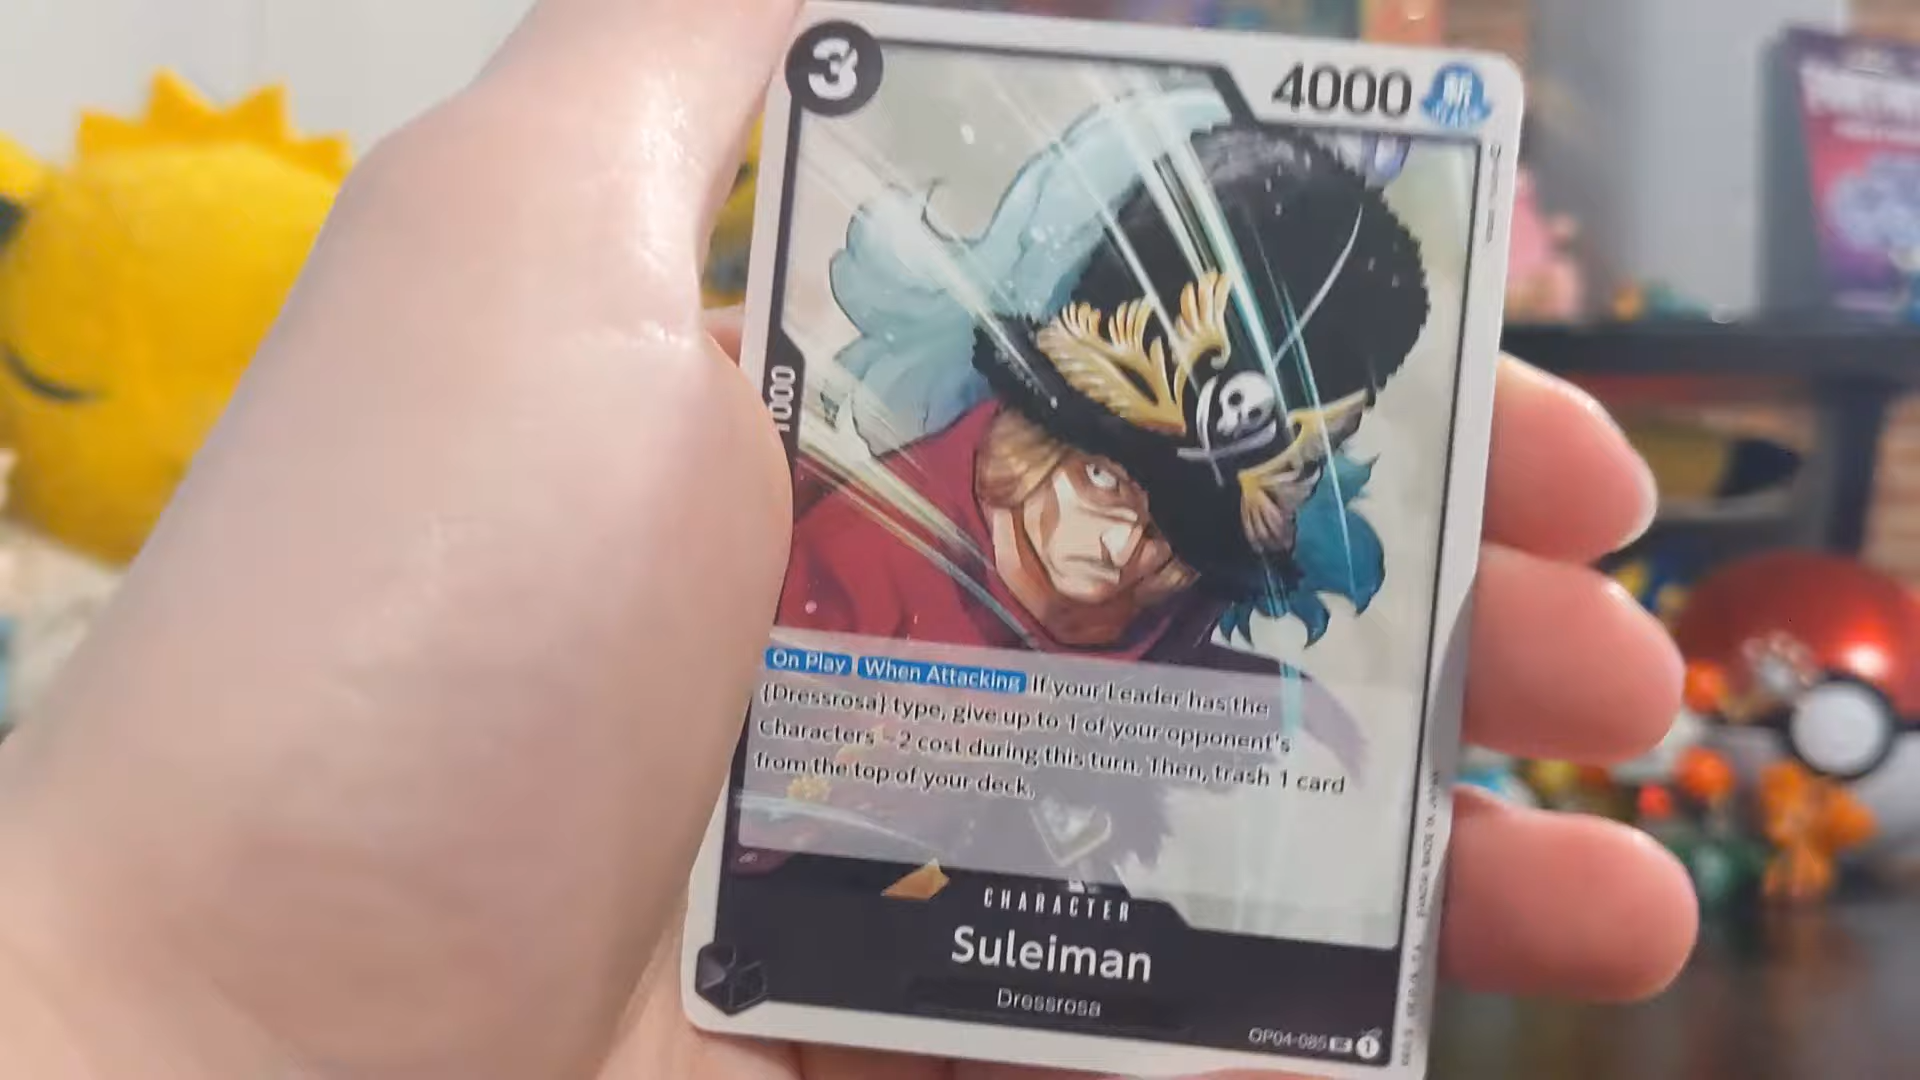 3
4000
斬
1000
On Play When Attacking If your Leader has the
{Dressrosa} type, give up to 1 of your opponent's
Characters −2 cost during this turn. Then, trash 1 card
from the top of your deck.
CHARACTER
Suleiman
Dressrosa
OP04-085
1